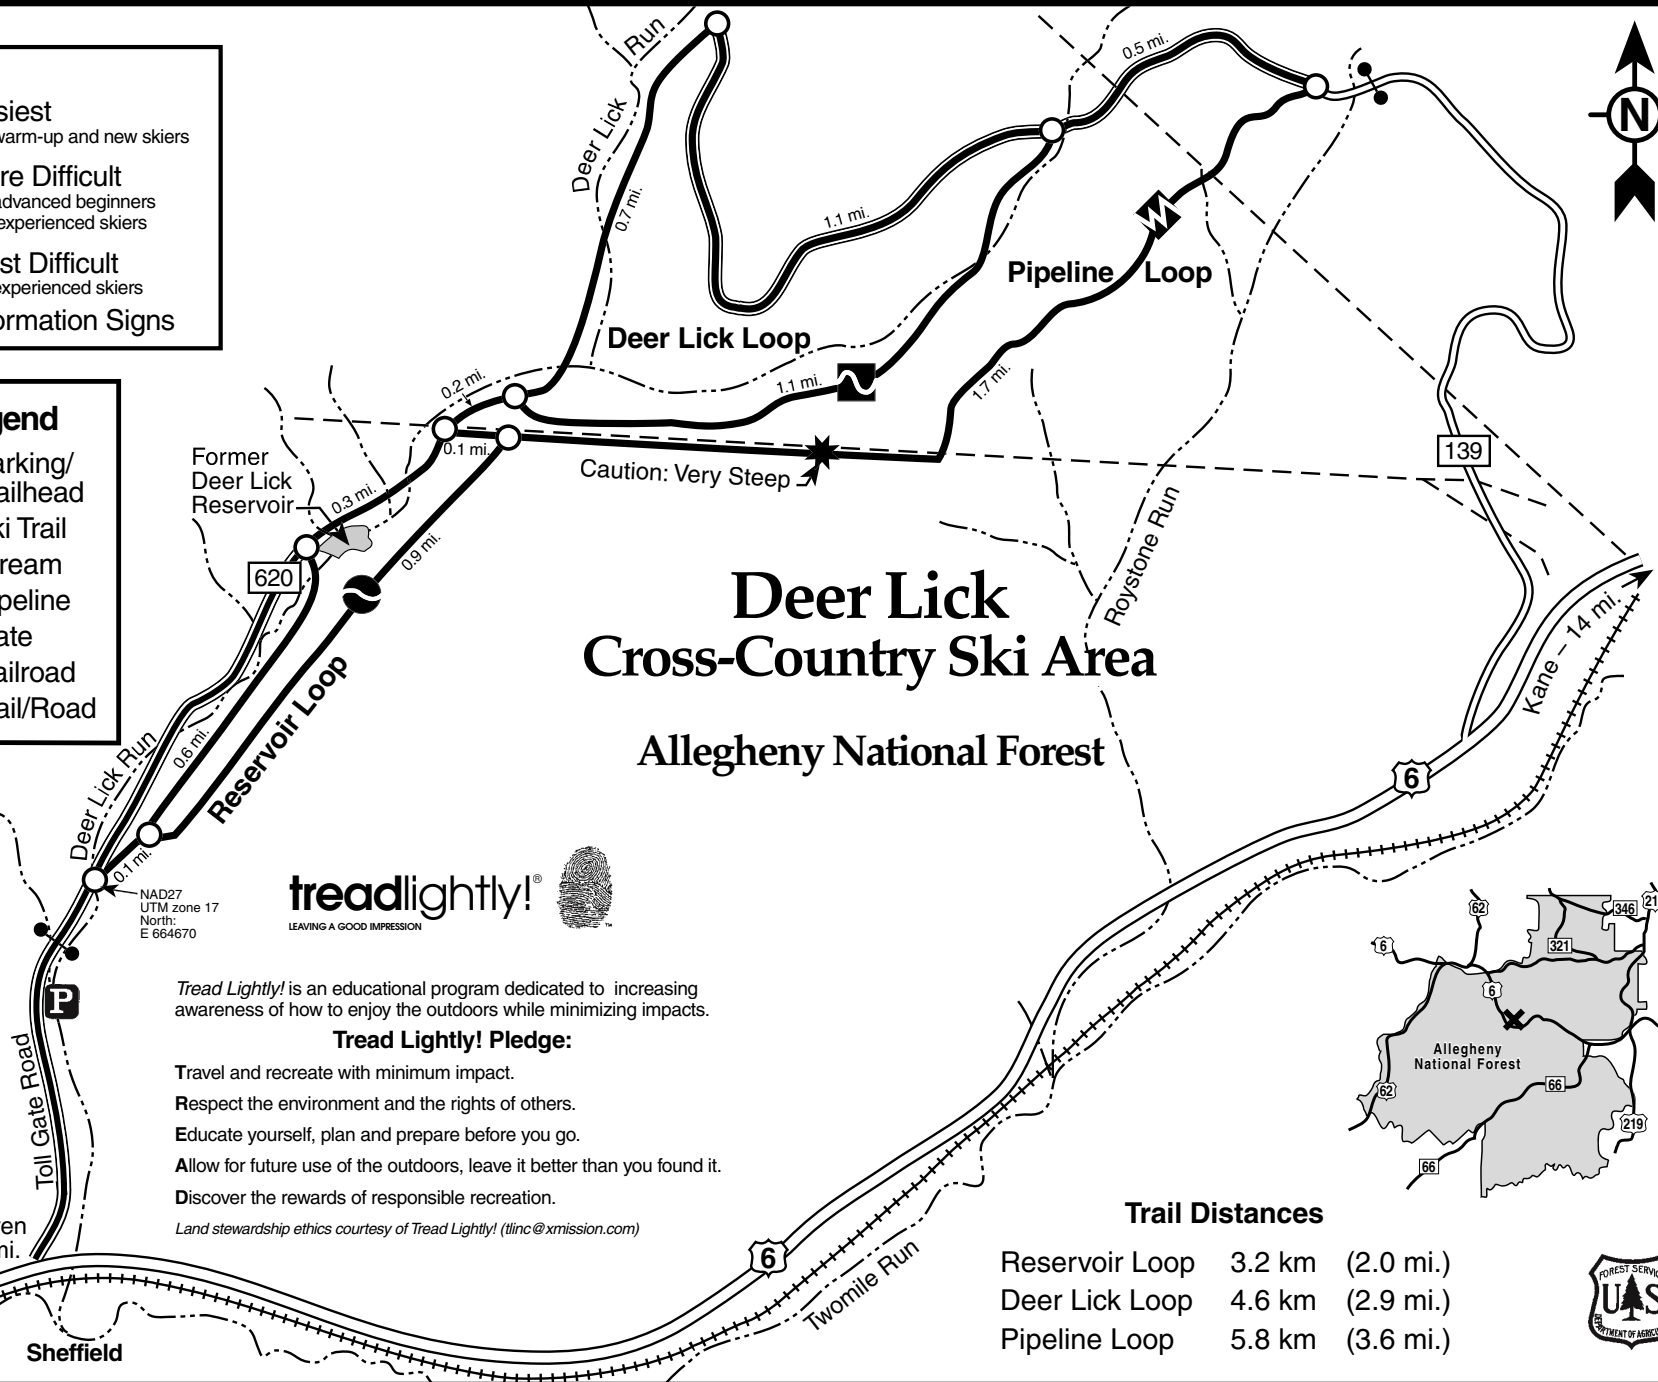 siest
warm-up and new skiers
re Difficult
advanced beginners
experienced skiers
st Difficult
experienced skiers
ormation Signs
gend
arking/
ailhead
ki Trail
ream
peline
ate
ailroad
ail/Road
Deer Lick Run
0.7 mi.
1.1 mi.
0.5 mi.
N
Pipeline Loop
Deer Lick Loop
0.2 mi.
1.1 mi.
1.7 mi.
0.1 mi.
Caution: Very Steep
Former
Deer Lick
Reservoir
0.3 mi.
0.9 mi.
620
139
Roystone Run
Deer Lick
Cross-Country Ski Area
Allegheny National Forest
Kane – 14 mi.
Reservoir Loop
0.6 mi.
Deer Lick Run
0.1 mi.
NAD27
UTM zone 17
North:
E 664670
6
treadlightly!®
LEAVING A GOOD IMPRESSION
TM
P
Toll Gate Road
Tread Lightly! is an educational program dedicated to increasing
awareness of how to enjoy the outdoors while minimizing impacts.
Tread Lightly! Pledge:
Travel and recreate with minimum impact.
Respect the environment and the rights of others.
Educate yourself, plan and prepare before you go.
Allow for future use of the outdoors, leave it better than you found it.
Discover the rewards of responsible recreation.
Land stewardship ethics courtesy of Tread Lightly! (tlinc@xmission.com)
en
mi.
Sheffield
6
Twomile Run
62
346
21
6
321
6
Allegheny
National Forest
62
66
219
66
Trail Distances
Reservoir Loop 3.2 km (2.0 mi.)
Deer Lick Loop 4.6 km (2.9 mi.)
Pipeline Loop 5.8 km (3.6 mi.)
FOREST SERVIC
U S
DEPARTMENT OF AGRICU